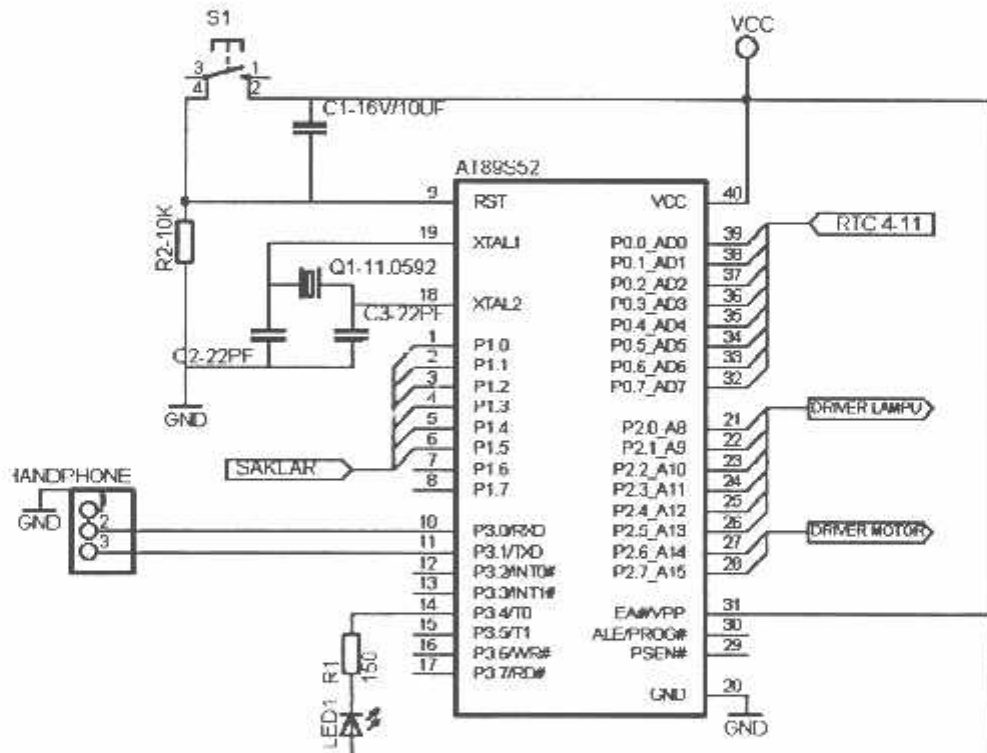 S1
VCC
3 1
4 2
C1-16V/10UF
AT89S52
9 RST VCC 40
R2-10K
19 XTAL1 P0.0_AD0 39
RTC 4-11
P0.1_AD1 38
Q1-11.0592
P0.2_AD2 37
18 XTAL2 P0.3_AD3 36
C3-22PF
P0.4_AD4 35
C2-22PF
1 P1.0 P0.5_AD5 34
2 P1.1 P0.6_AD6 33
3 P1.2 P0.7_AD7 32
4 P1.3
GND
DRIVER LAMPU
5 P1.4 P2.0_A8 21
6 P1.5 P2.1_A9 22
SAKLAR
7 P1.6 P2.2_A10 23
8 P1.7 P2.3_A11 24
HANDPHONE
P2.4_A12 25
GND
1
2
3
10 P3.0/RXD P2.5_A13 26
DRIVER MOTOR
11 P3.1/TXD P2.6_A14 27
12 P3.2/INT0# P2.7_A15 28
13 P3.3/INT1#
14 P3.4/T0 EA#/VPP 31
15 P3.5/T1 ALE/PROG# 30
16 P3.6/WR# PSEN# 29
17 P3.7/RD#
R1
150
GND 20
LED1
GND